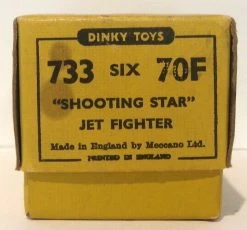 DINKY TOYS
733 SIX 70F
"SHOOTING STAR"
JET FIGHTER
Made in England by Meccano Ltd.
PRINTED IN ENGLAND